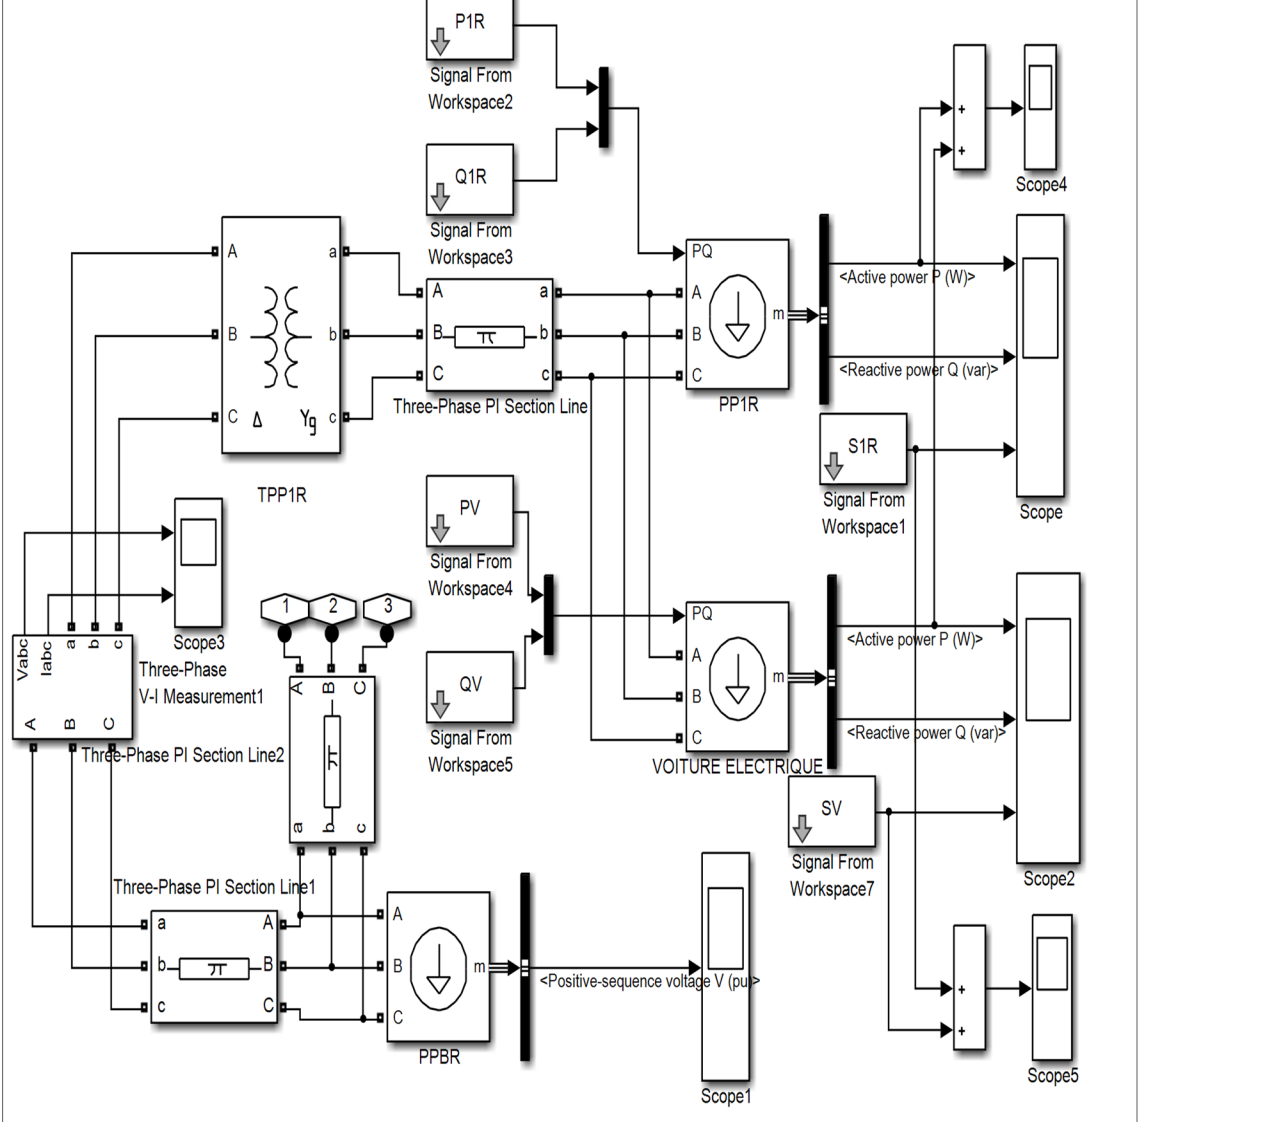 P1R
Signal From
Workspace2
Q1R
Signal From
Workspace3
+
+
Scope4
A
B
C
Δ
Yg
a
b
c
TPP1R
A
B
C
π
a
b
c
Three-Phase PI Section Line
PQ
A
B
C
m
PP1R
<Active power P (W)>
<Reactive power Q (var)>
S1R
Signal From
Workspace1
Scope
PV
Signal From
Workspace4
QV
Signal From
Workspace5
PQ
A
B
C
m
VOITURE ELECTRIQUE
<Active power P (W)>
<Reactive power Q (var)>
SV
Signal From
Workspace7
Scope2
Scope3
Vabc
Iabc
a
b
c
A
B
C
Three-Phase
V-I Measurement1
1
2
3
A
B
C
π
a
b
c
Three-Phase PI Section Line2
Three-Phase PI Section Line1
a
b
c
π
A
B
C
A
B
C
m
PPBR
<Positive-sequence voltage V (pu)>
Scope1
+
+
Scope5